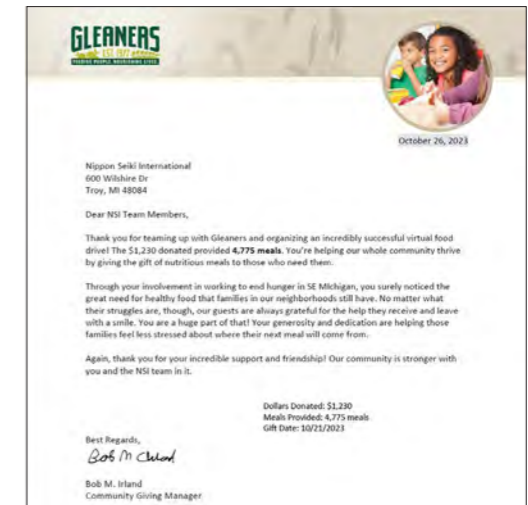 GLEANERS
EST. 1977
FEEDING PEOPLE, NOURISHING LIVES.
October 26, 2023
Nippon Seiki International
600 Wilshire Dr
Troy, MI 48084
Dear NSI Team Members,
Thank you for teaming up with Gleaners and organizing an incredibly successful virtual food
drive! The $1,230 donated provided 4,775 meals. You're helping our whole community thrive
by giving the gift of nutritious meals to those who need them.
Through your involvement in working to end hunger in SE Michigan, you surely noticed the
great need for healthy food that families in our neighborhoods still have. No matter what
their struggles are, though, our guests are always grateful for the help they receive and leave
with a smile. You are a huge part of that! Your generosity and dedication are helping those
families feel less stressed about where their next meal will come from.
Again, thank you for your incredible support and friendship! Our community is stronger with
you and the NSI team in it.
Dollars Donated: $1,230
Meals Provided: 4,775 meals
Gift Date: 10/21/2023
Best Regards,
Bob M. Irland
Community Giving Manager